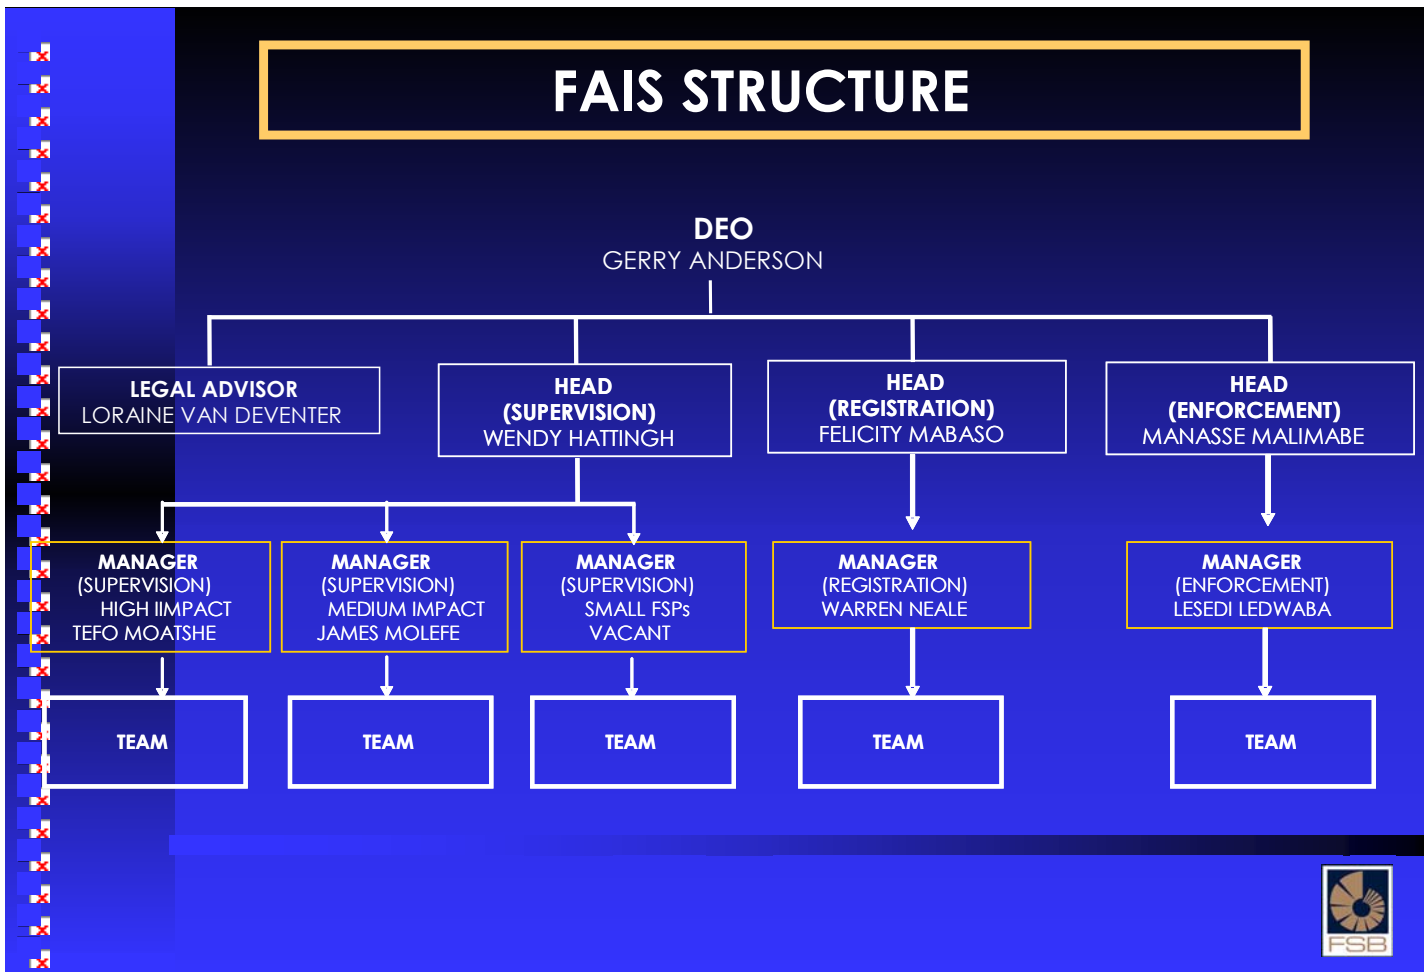 FAIS STRUCTURE
DEO
GERRY ANDERSON
LEGAL ADVISOR
LORAINE VAN DEVENTER
HEAD
(SUPERVISION)
WENDY HATTINGH
HEAD
(REGISTRATION)
FELICITY MABASO
HEAD
(ENFORCEMENT)
MANASSE MALIMABE
MANAGER
(SUPERVISION)
HIGH IIMPACT
TEFO MOATSHE
MANAGER
(SUPERVISION)
MEDIUM IMPACT
JAMES MOLEFE
MANAGER
(SUPERVISION)
SMALL FSPs
VACANT
MANAGER
(REGISTRATION)
WARREN NEALE
MANAGER
(ENFORCEMENT)
LESEDI LEDWABA
TEAM
TEAM
TEAM
TEAM
TEAM
FSB